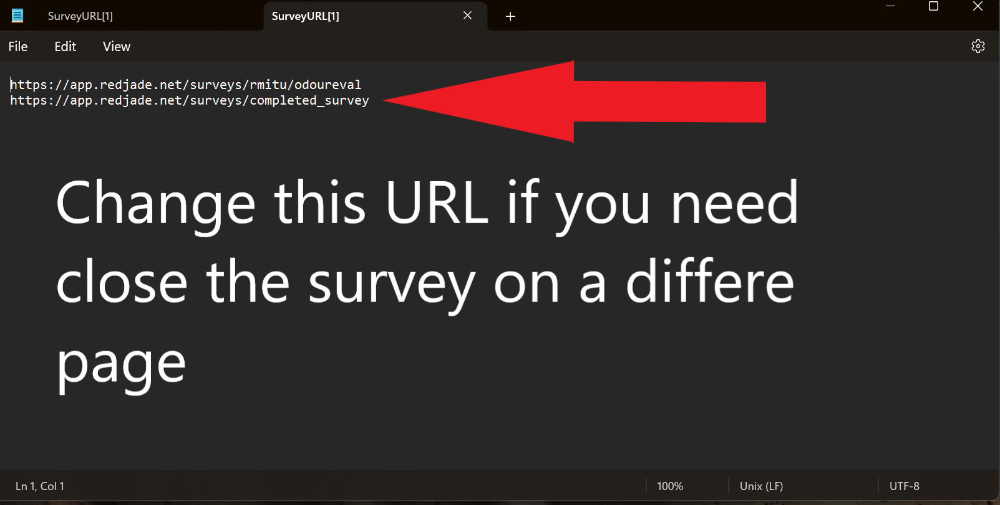 SurveyURL[1]
SurveyURL[1]
File Edit View
https://app.redjade.net/surveys/rmitu/odoureval
https://app.redjade.net/surveys/completed_survey
Change this URL if you need
close the survey on a differe
page
Ln 1, Col 1
100%
Unix (LF)
UTF-8